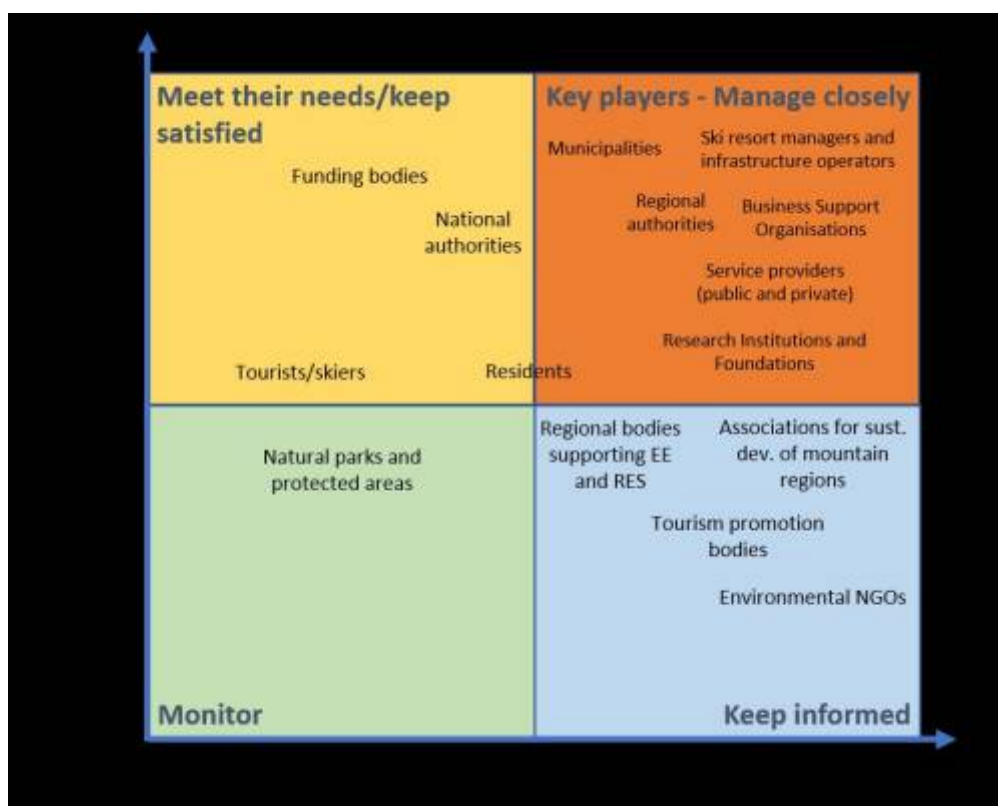 Meet their needs/keep
satisfied
Funding bodies
National
authorities
Tourists/skiers
Residents
Key players - Manage closely
Municipalities
Ski resort managers and
infrastructure operators
Regional
authorities
Business Support
Organisations
Service providers
(public and private)
Research Institutions and
Foundations
Natural parks and
protected areas
Monitor
Regional bodies
supporting EE
and RES
Associations for sust.
dev. of mountain
regions
Tourism promotion
bodies
Environmental NGOs
Keep informed